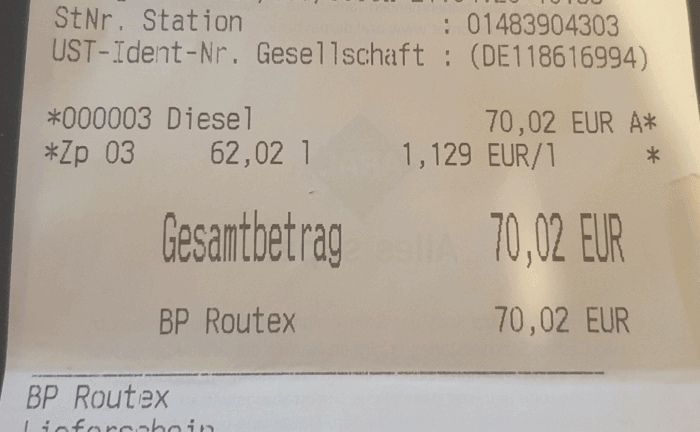 StNr. Station : 01483904303
UST-Ident-Nr. Gesellschaft : (DE118616994)
*000003 Diesel 70,02 EUR A*
*Zp 03 62,02 l 1,129 EUR/l *
Gesamtbetrag 70,02 EUR
BP Routex 70,02 EUR
BP Routex
Lieferschein